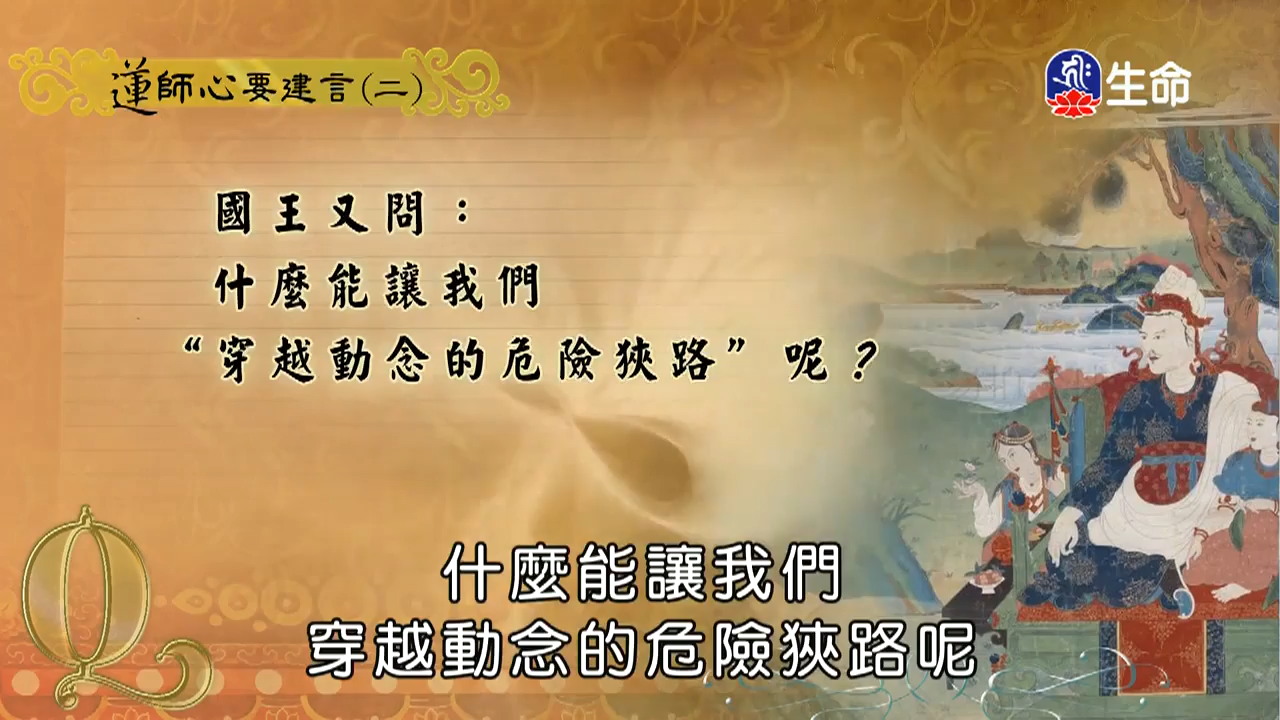 蓮師心要建言(二)
生命
國王又問：
什麼能讓我們
“穿越動念的危險狹路”呢？
Q
什麼能讓我們
穿越動念的危險狹路呢